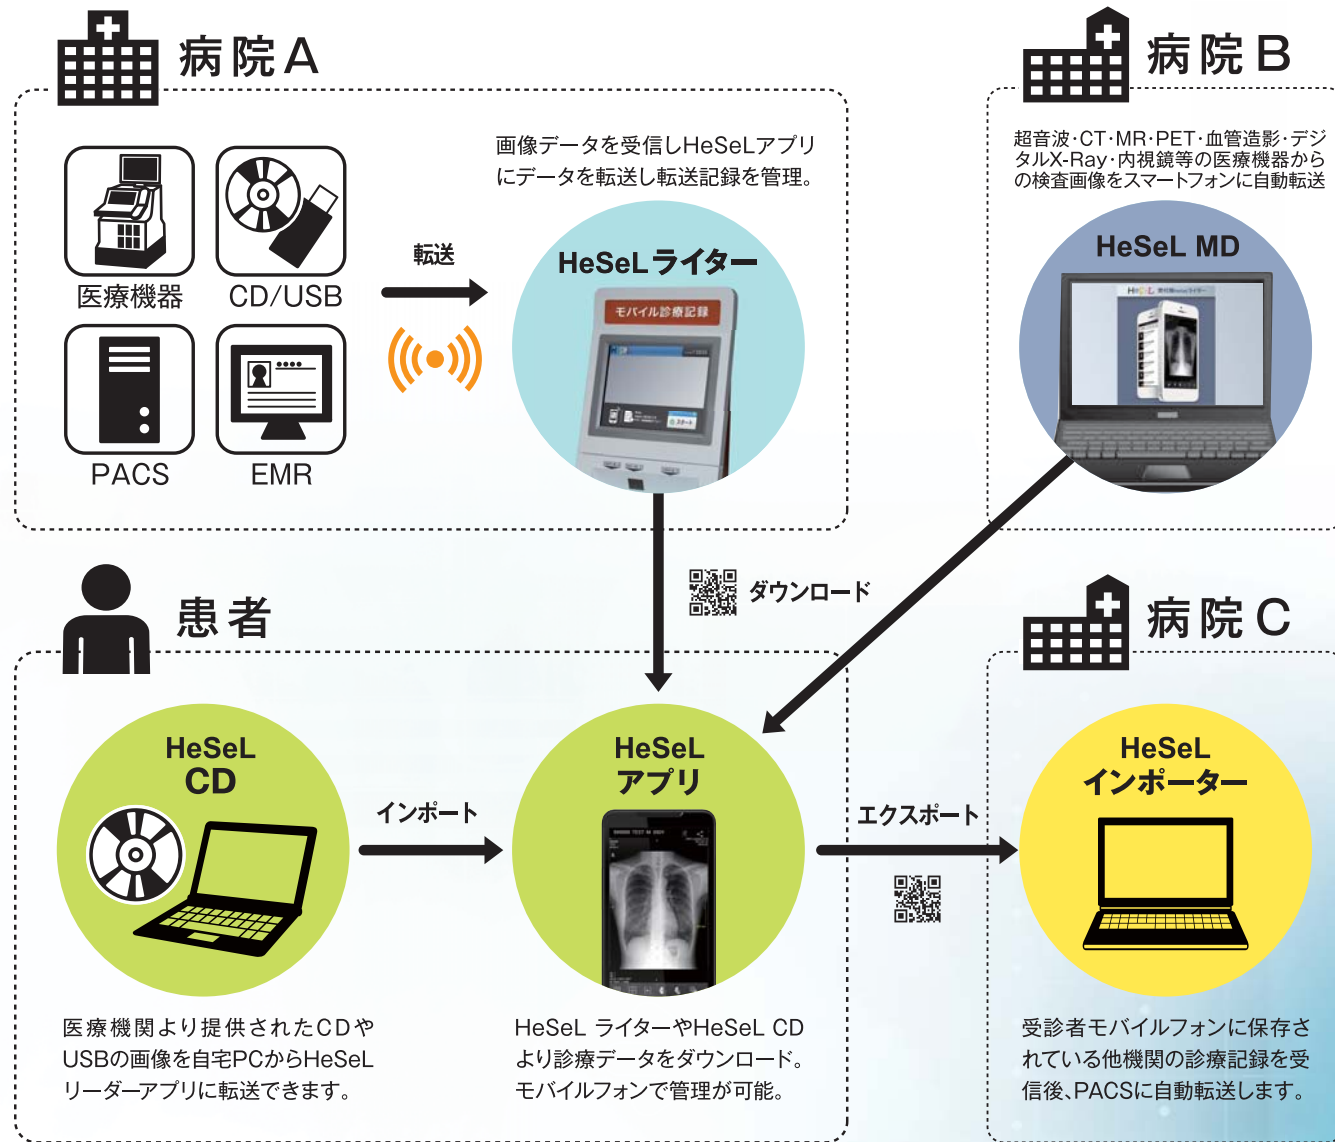 病院A
画像データを受信しHeSeLアプリ
にデータを転送し転送記録を管理。
医療機器
CD/USB
PACS
EMR
転送
HeSeLライター
モバイル診療記録
スタート
病院B
超音波・CT・MR・PET・血管造影・デジ
タルX-Ray・内視鏡等の医療機器から
の検査画像をスマートフォンに自動転送
HeSeL MD
ダウンロード
患者
HeSeL
CD
医療機関より提供されたCDや
USBの画像を自宅PCからHeSeL
リーダーアプリに転送できます。
インポート
HeSeL
アプリ
HeSeL ライターやHeSeL CD
より診療データをダウンロード。
モバイルフォンで管理が可能。
エクスポート
病院C
HeSeL
インポーター
受診者モバイルフォンに保存さ
れている他機関の診療記録を受
信後、PACSに自動転送します。